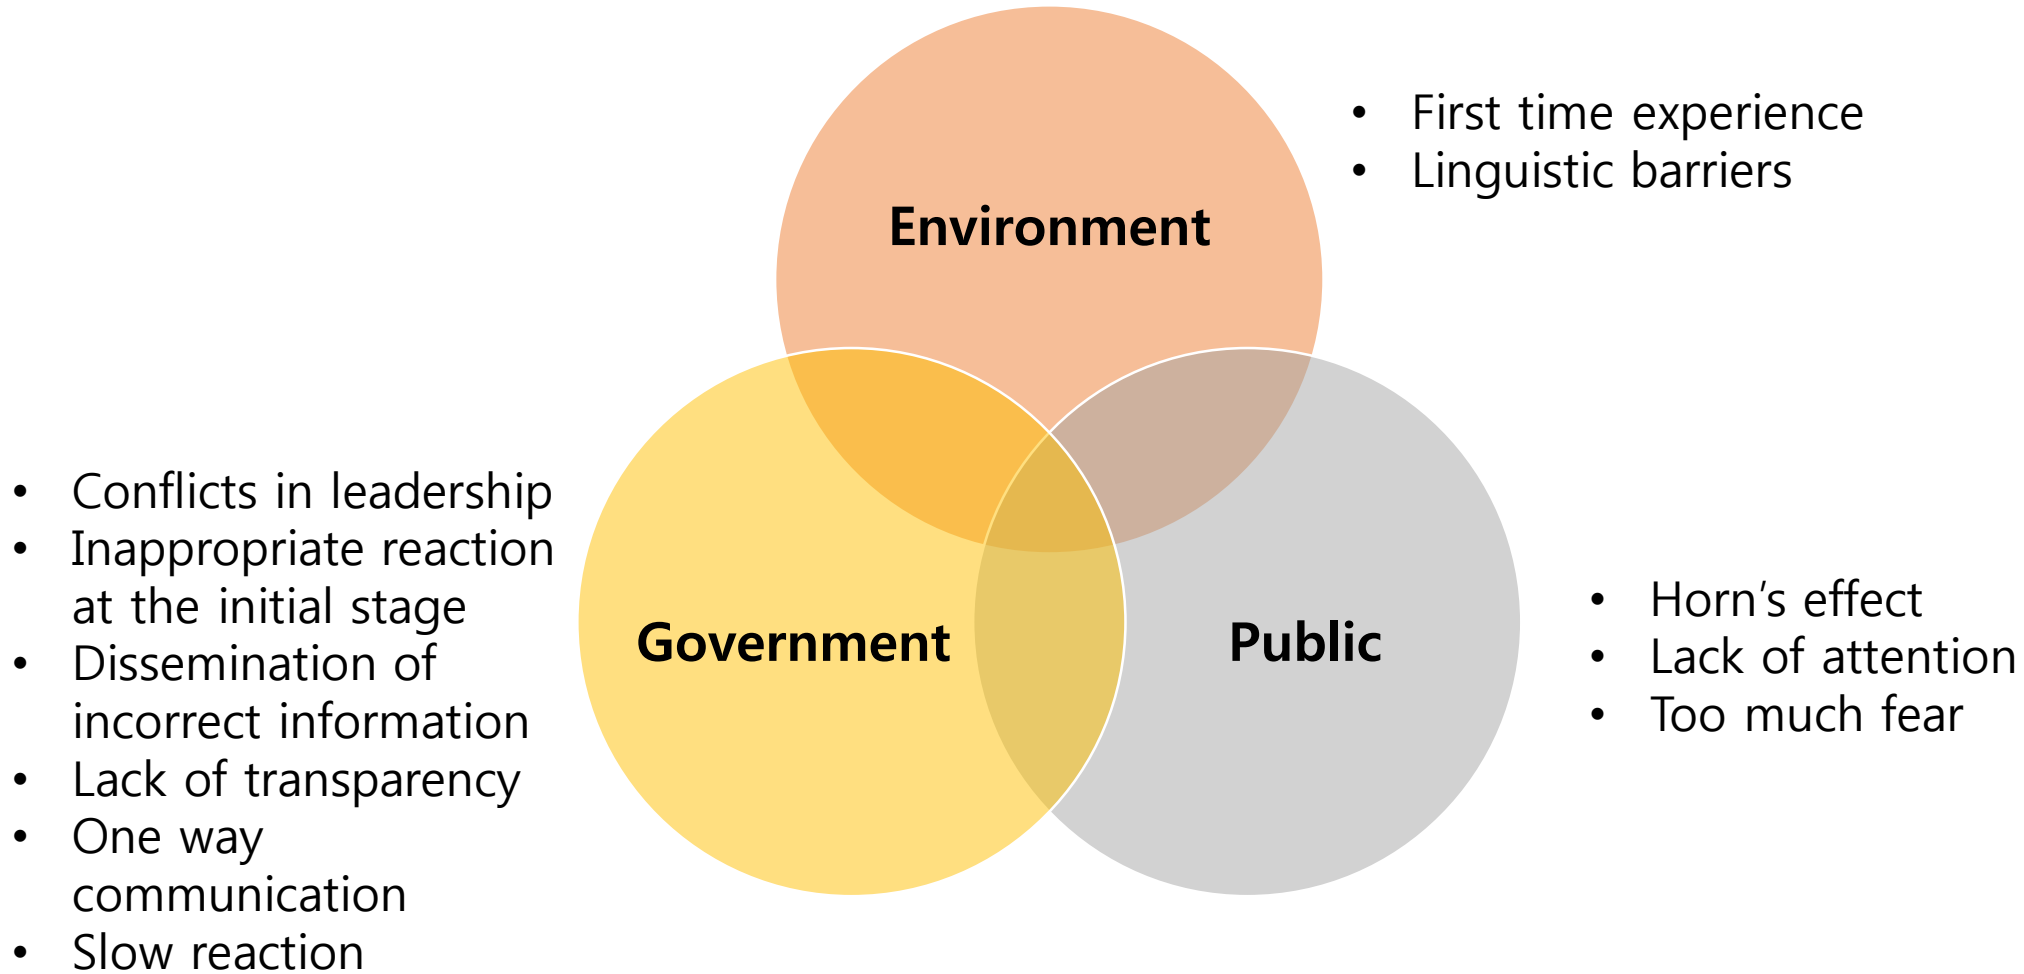 Environment
• First time experience
• Linguistic barriers
Government
• Conflicts in leadership
• Inappropriate reaction
at the initial stage
• Dissemination of
incorrect information
• Lack of transparency
• One way
communication
• Slow reaction
Public
• Horn’s effect
• Lack of attention
• Too much fear